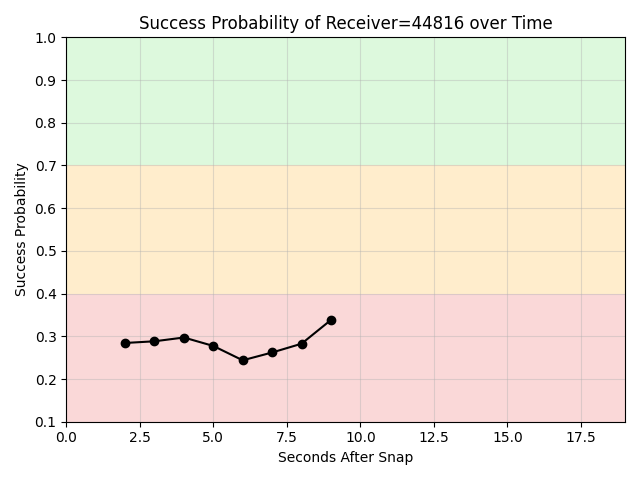 Success Probability of Receiver=44816 over Time
1.0
0.9
0.8
0.7
0.6
0.5
0.4
0.3
0.2
0.1
Success Probability
0.0 2.5 5.0 7.5 10.0 12.5 15.0 17.5
Seconds After Snap